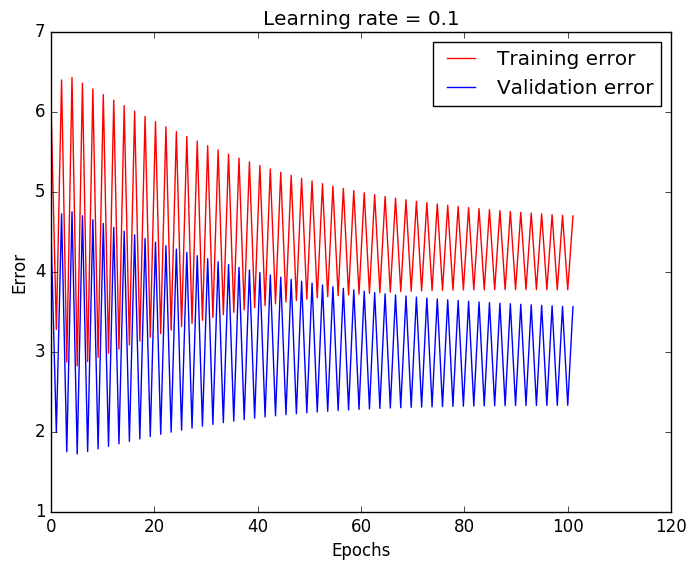 Learning rate = 0.1
7
6
5
4
3
2
1
Error
Training error
Validation error
0 20 40 60 80 100 120
Epochs